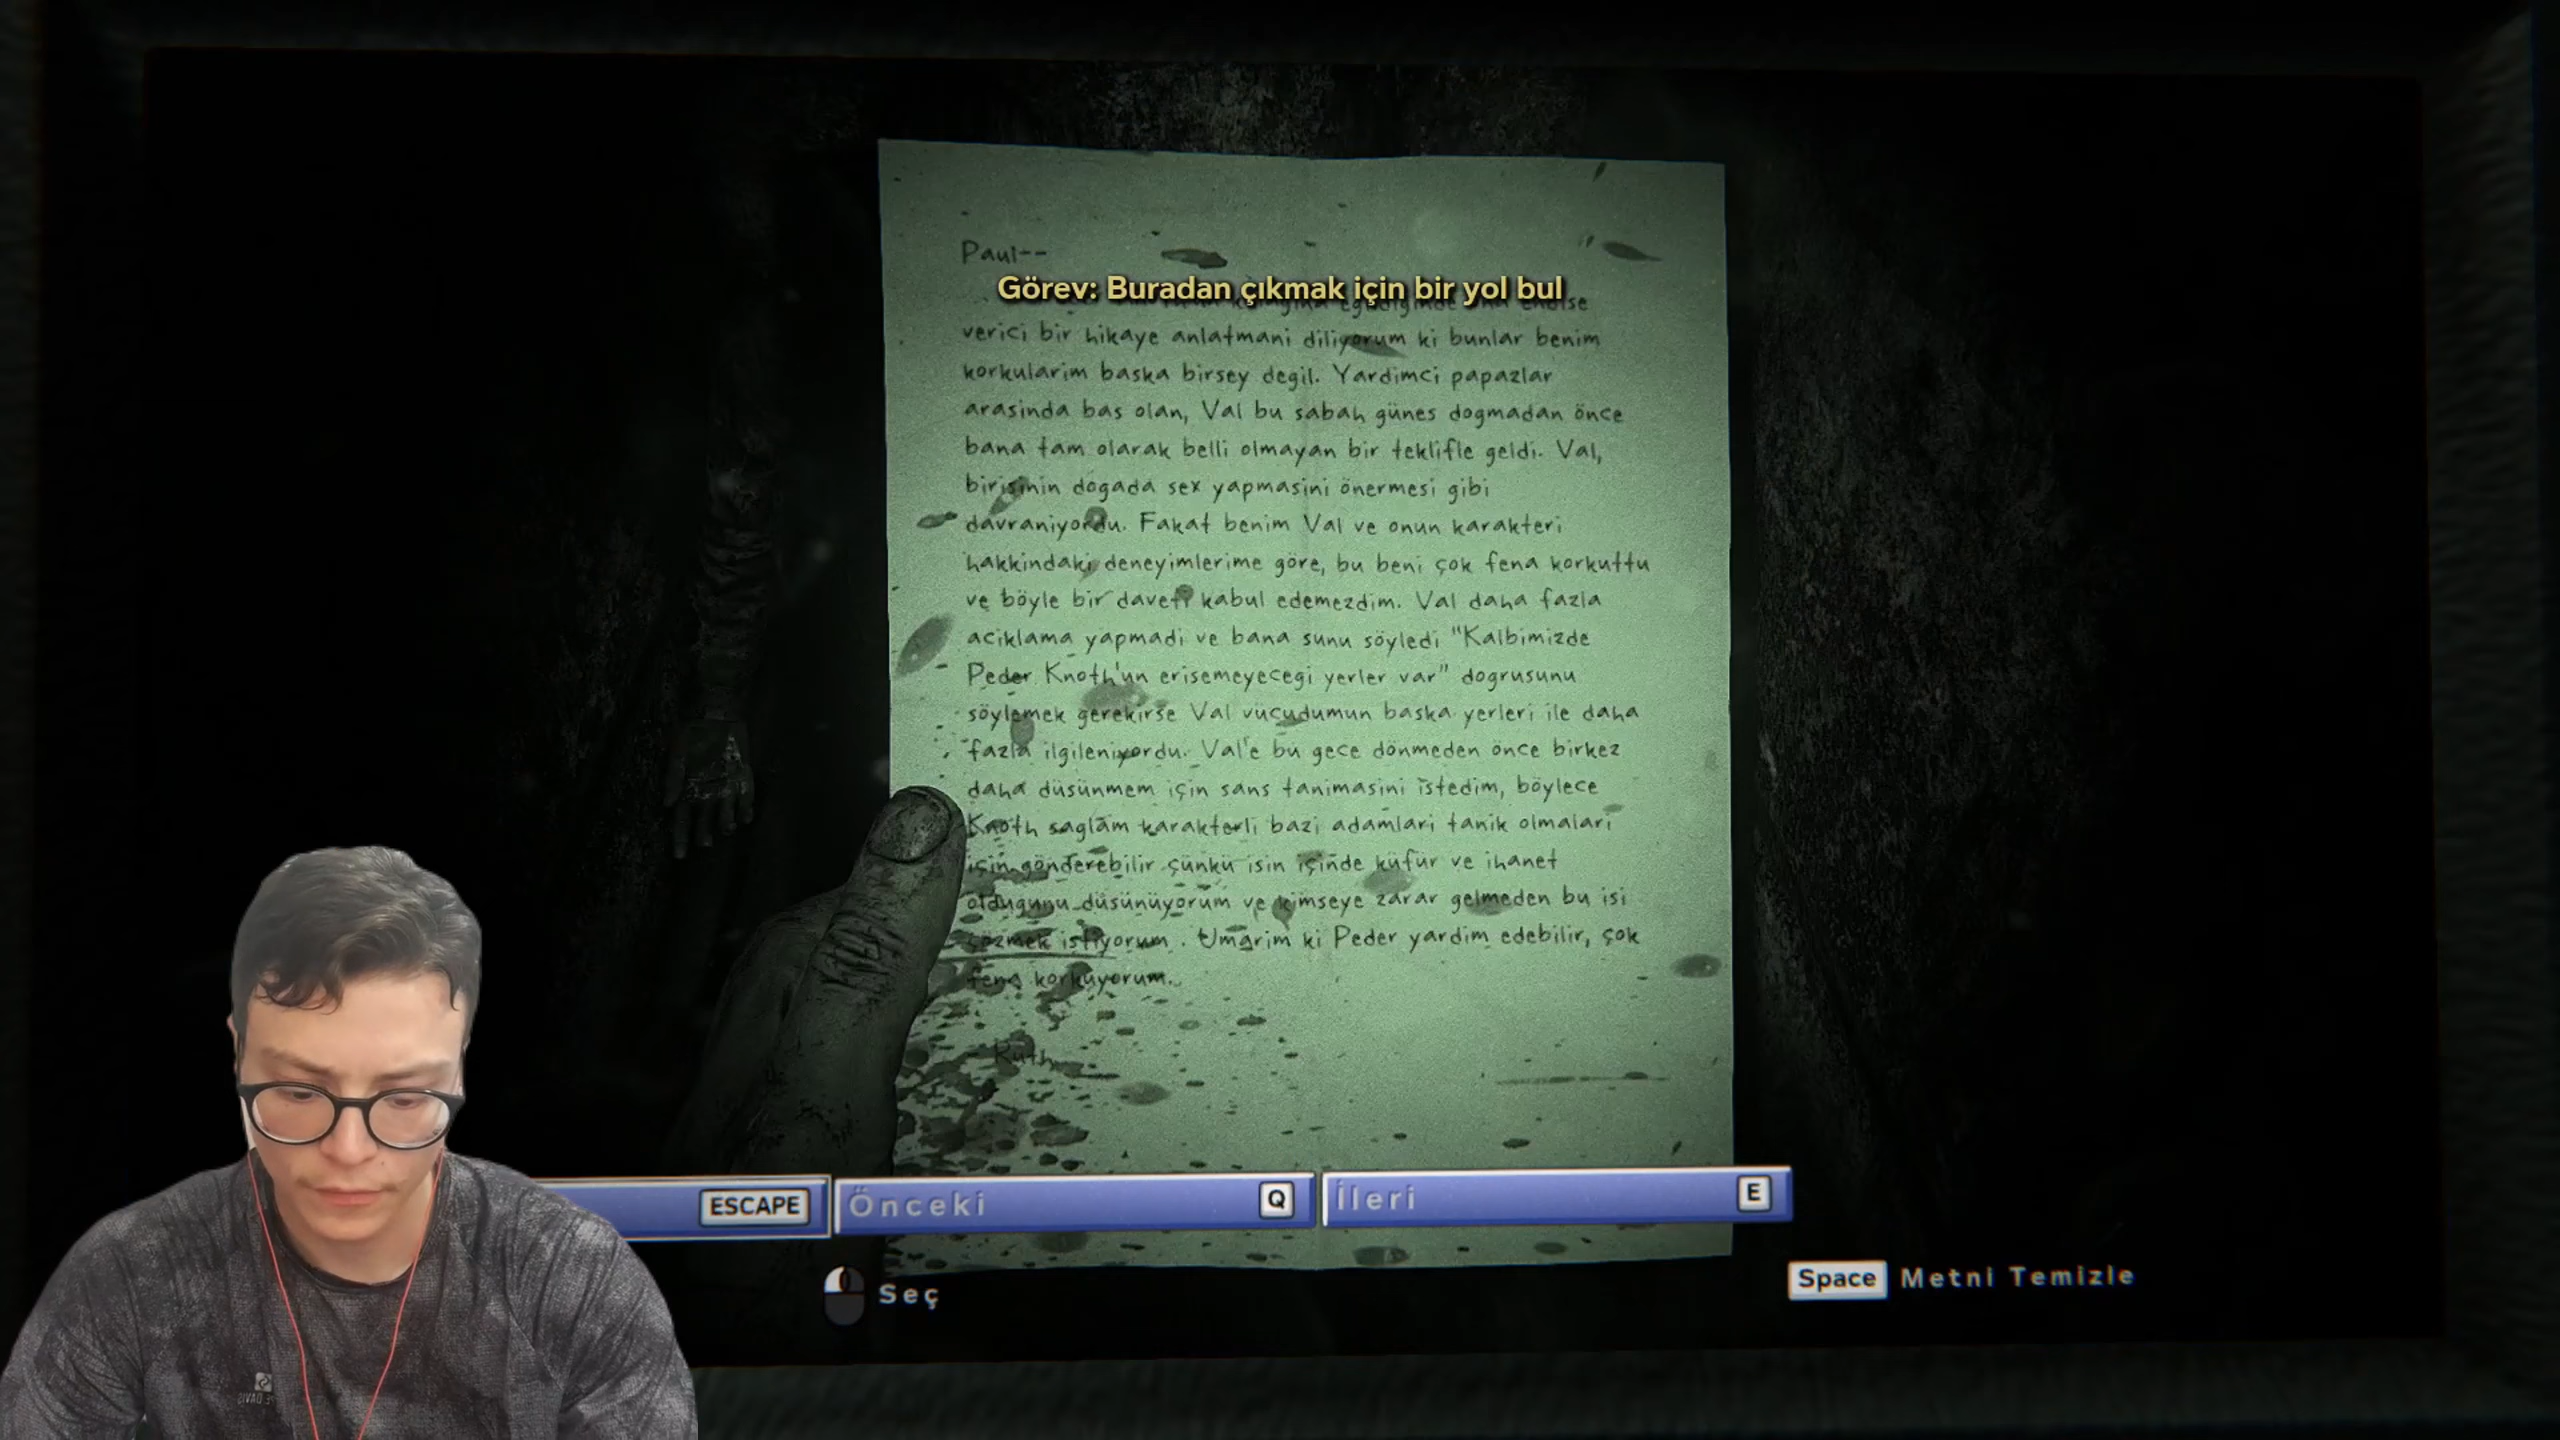 Paul--
Görev: Buradan çıkmak için bir yol bul
verici bir hikaye anlatmani diliyorum ki bunlar benim
korkularim baska birsey degil. Yardimci papazlar
arasinda bas olan, Val bu sabah günes dogmadan önce
bana tam olarak belli olmayan bir teklifle geldi. Val,
birisinin dogada sex yapmasini önermesi gibi
davraniyordu. Fakat benim Val ve onun karakteri
hakkindaki deneyimlerime göre, bu beni çok fena korkuttu
ve böyle bir daveti kabul edemezdim. Val daha fazla
aciklama yapmadi ve bana sunu söyledi "Kalbimizde
Peder Knoth'un erisemeyecegi yerler var" dogrusunu
söylemek gerekirse Val vucudumun baska yerleri ile daha
fazla ilgileniyordu. Val'e bu gece dönmeden önce birkez
daha düsünmem için sans tanimasini istedim, böylece
Knoth saglam karakterli bazi adamlari tanik olmalari
için gönderebilir çünkü isin içinde küfür ve ihanet
oldugunu düsünüyorum ve kimseye zarar gelmeden bu isi
çözmek istiyorum. Umarim ki Peder yardim edebilir, çok
fena korkuyorum.
Ruth
ESCAPE
Önceki Q
İleri E
Seç
Space Metni Temizle